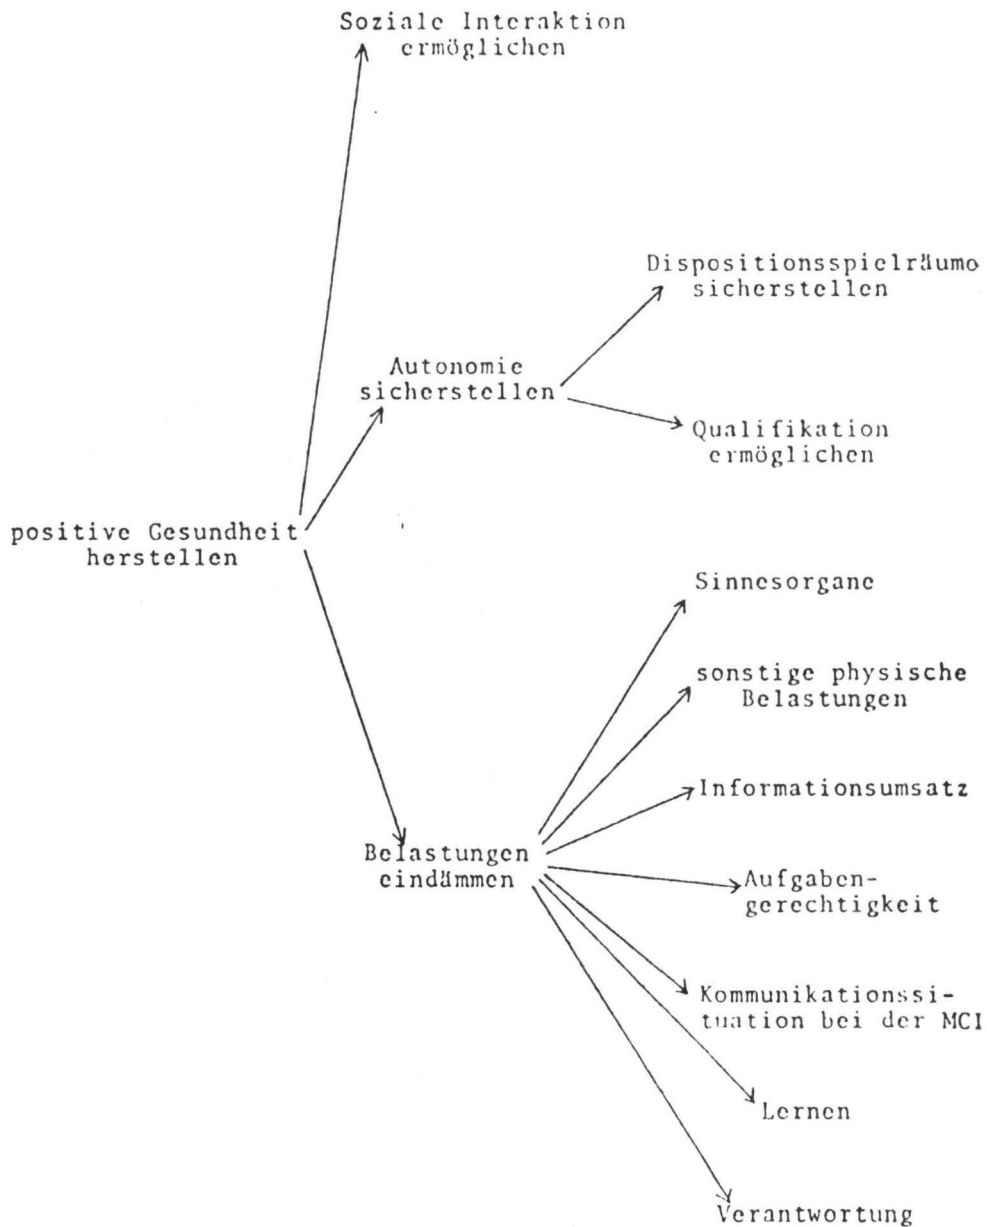 Soziale Interaktion
ermöglichen
Dispositionsspielräume
sicherstellen
Autonomie
sicherstellen
Qualifikation
ermöglichen
positive Gesundheit
herstellen
Sinnesorgane
sonstige physische
Belastungen
Informationsumsatz
Belastungen
eindämmen
Aufgaben-
gerechtigkeit
Kommunikationssi-
tuation bei der MCI
Lernen
Verantwortung